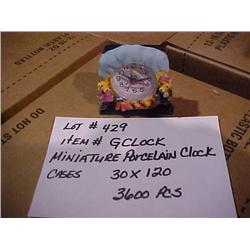 LOT # 429
ITEM # GCLOCK
MINIATURE PORCELAIN CLOCK
CASES 30 X 120
3600 PCS